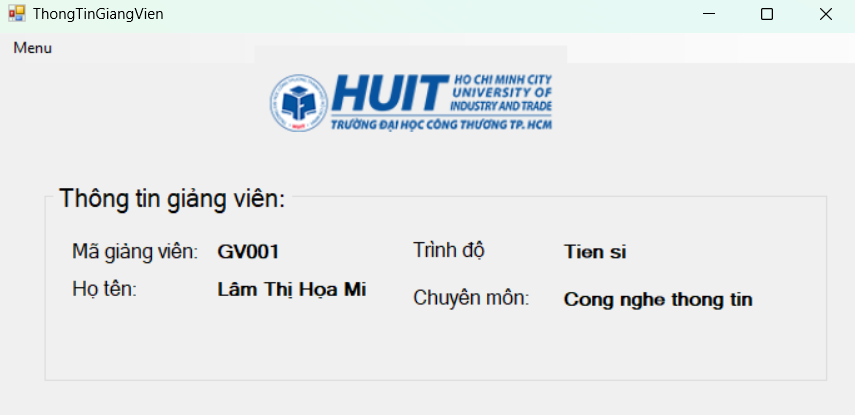 ThongTinGiangVien
Menu
HUIT
HO CHI MINH CITY
UNIVERSITY OF
INDUSTRY AND TRADE
TRƯỜNG ĐẠI HỌC CÔNG THƯƠNG TP. HCM
Thông tin giảng viên:
Mã giảng viên: GV001
Trình độ Tien si
Họ tên: Lâm Thị Họa Mi
Chuyên môn: Cong nghe thong tin